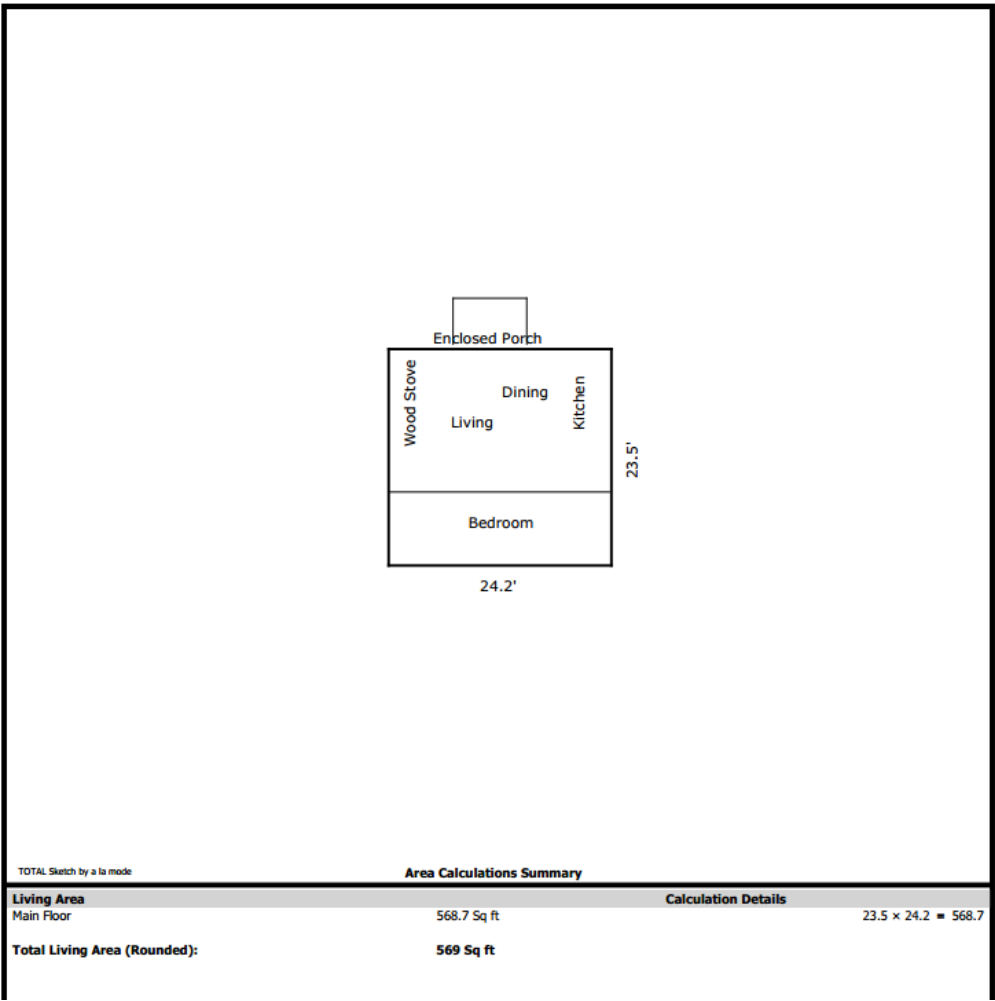 Enclosed Porch
Wood Stove
Dining
Kitchen
Living
23.5'
Bedroom
24.2'
TOTAL Sketch by a la mode
Area Calculations Summary
Living Area Calculation Details
Main Floor 568.7 Sq ft 23.5 × 24.2 = 568.7
Total Living Area (Rounded): 569 Sq ft